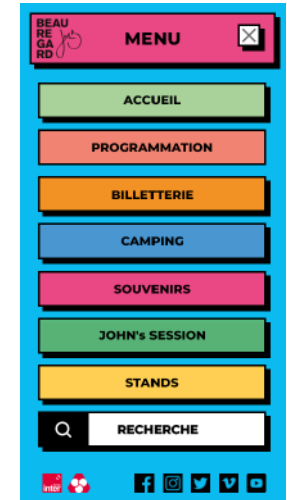 BEAU
RE
GA
RD
MENU
ACCUEIL
PROGRAMMATION
BILLETTERIE
CAMPING
SOUVENIRS
JOHN's SESSION
STANDS
RECHERCHE
inter